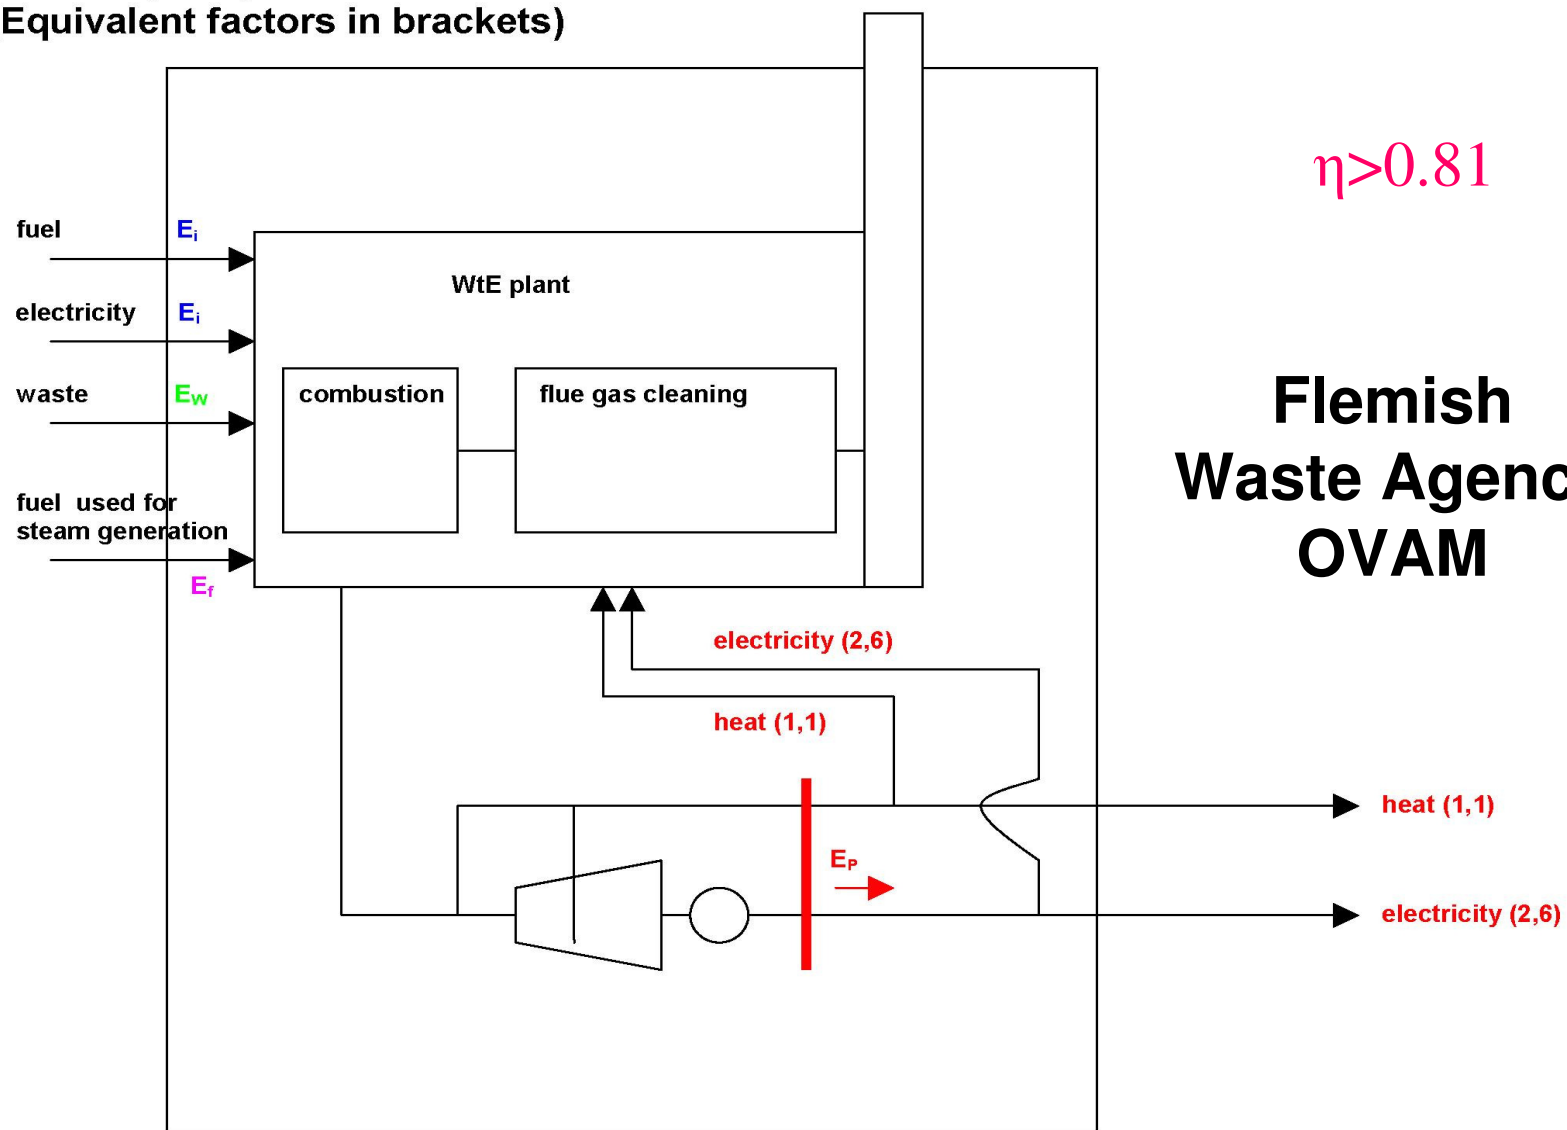 Equivalent factors in brackets)
η>0.81
fuel
Ei
WtE plant
electricity
Ei
waste
EW
combustion
flue gas cleaning
Flemish
Waste Agenc
OVAM
fuel used for
steam generation
Ef
electricity (2,6)
heat (1,1)
heat (1,1)
EP
electricity (2,6)